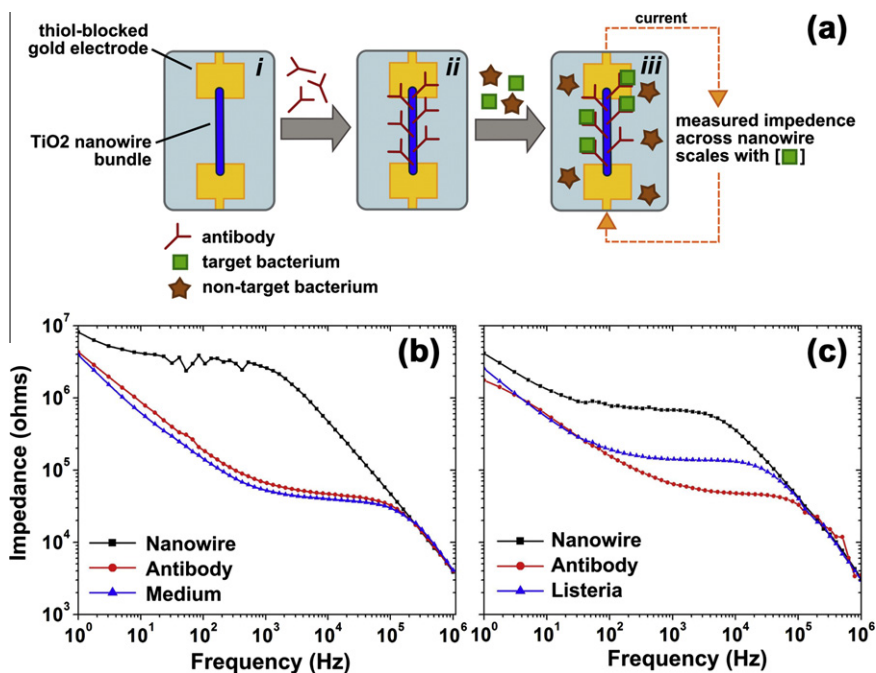 (a)
thiol-blocked
gold electrode
TiO2 nanowire
bundle
i
ii
iii
current
measured impedence
across nanowire
scales with [ ]
antibody
target bacterium
non-target bacterium
(b)
Impedance (ohms)
10^7
10^6
10^5
10^4
10^3
Nanowire
Antibody
Medium
10^0 10^1 10^2 10^3 10^4 10^5 10^6
Frequency (Hz)
(c)
Nanowire
Antibody
Listeria
10^0 10^1 10^2 10^3 10^4 10^5 10^6
Frequency (Hz)